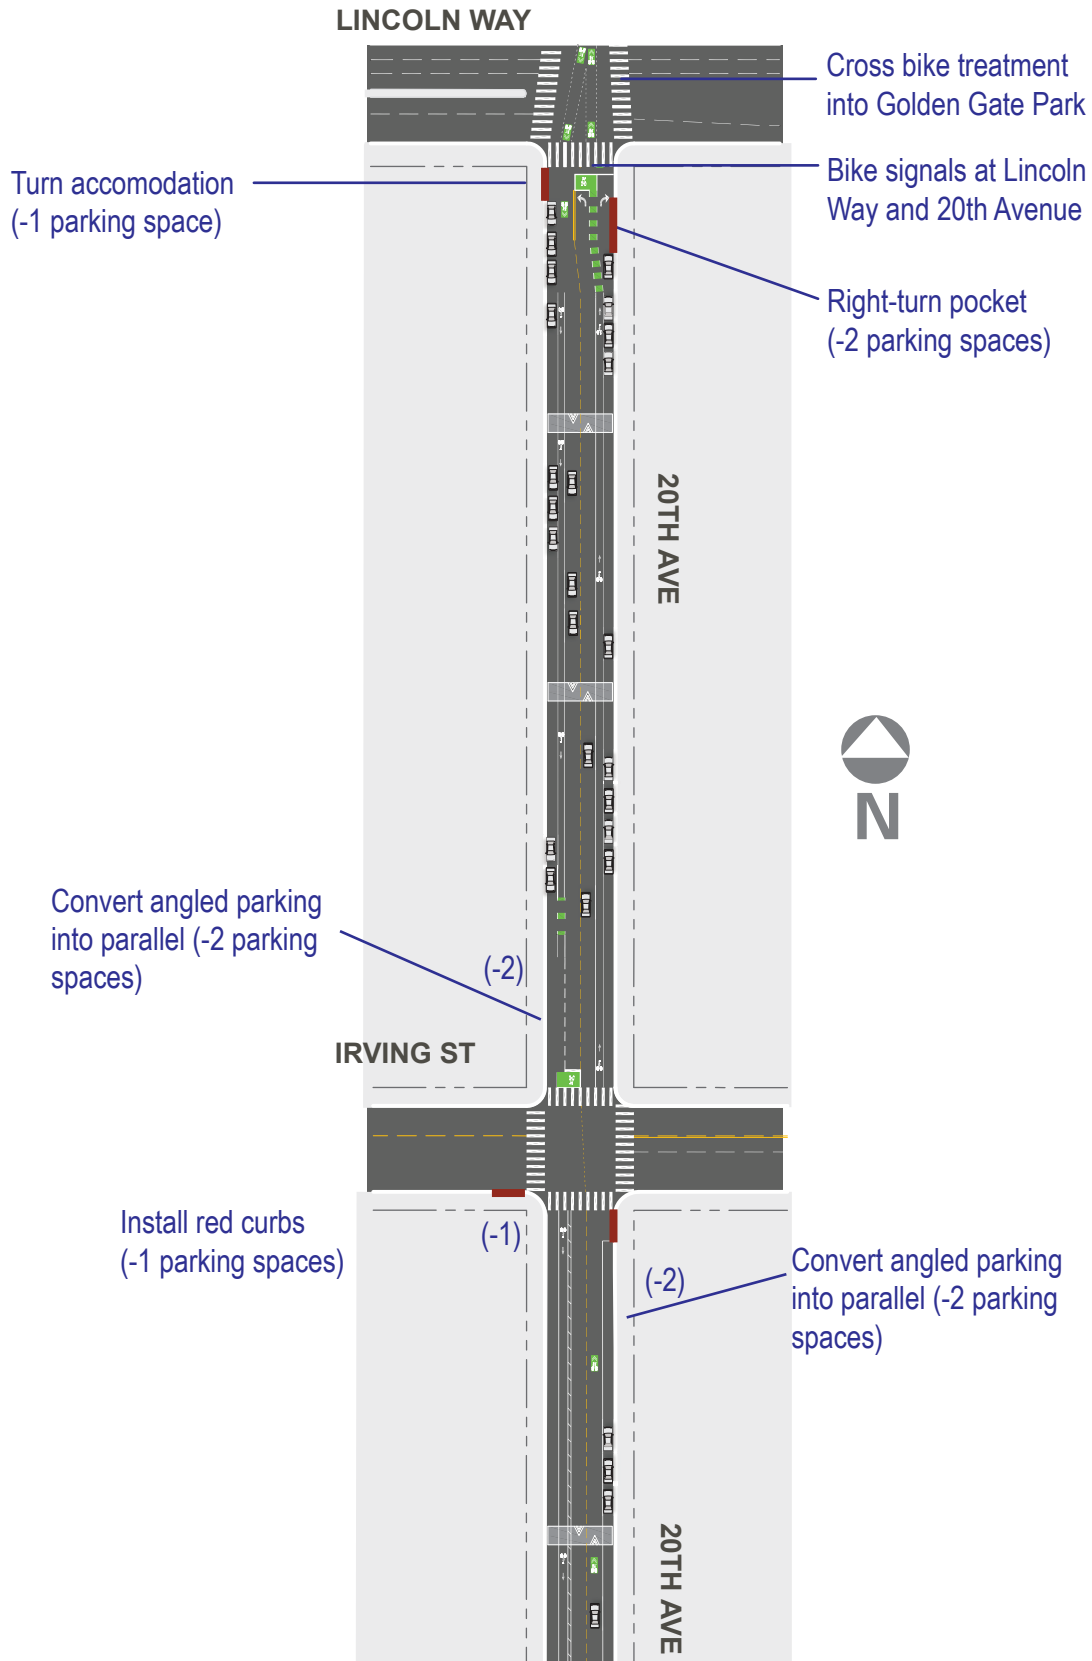 LINCOLN WAY
Cross bike treatment
into Golden Gate Park
Turn accomodation
(-1 parking space)
Bike signals at Lincoln
Way and 20th Avenue
Right-turn pocket
(-2 parking spaces)
20TH AVE
N
Convert angled parking
into parallel (-2 parking
spaces)
(-2)
IRVING ST
Install red curbs
(-1 parking spaces)
(-1)
(-2)
Convert angled parking
into parallel (-2 parking
spaces)
20TH AVE